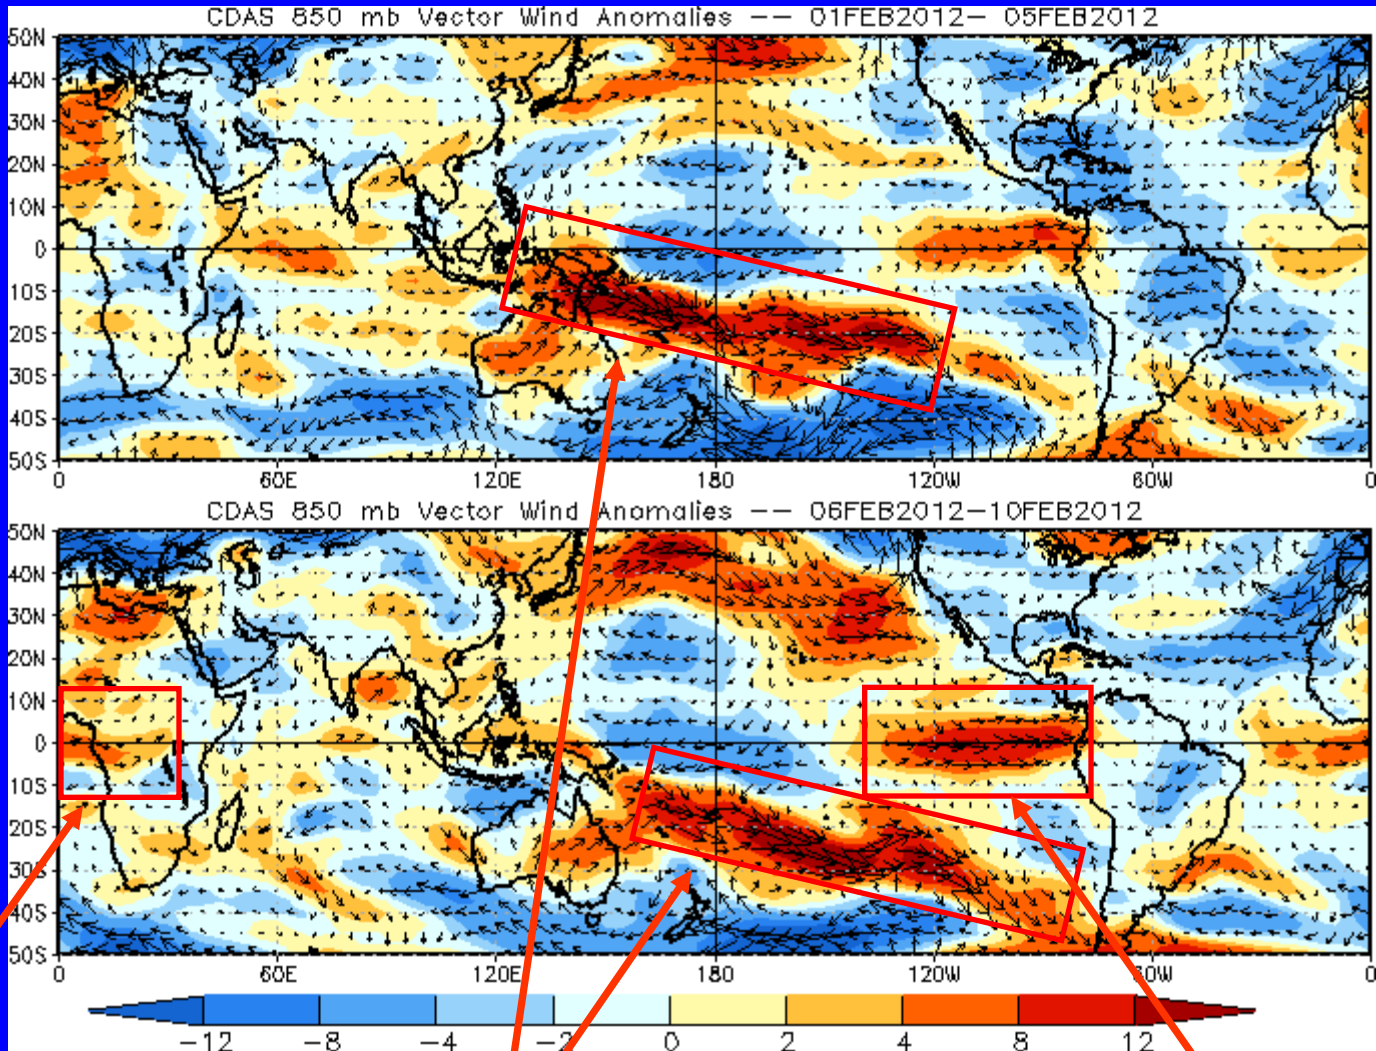 CDAS 850 mb Vector Wind Anomalies -- 01FEB2012- 05FEB2012
50N
40N
30N
20N
10N
0
10S
20S
30S
40S
50S
60E 120E 180 120W 60W 0
CDAS 850 mb Vector Wind Anomalies -- 06FEB2012-10FEB2012
50N
40N
30N
20N
10N
0
10S
20S
30S
40S
50S
0 60E 120E 180 120W 60W 0
-12 -8 -4 -2 0 2 4 8 12